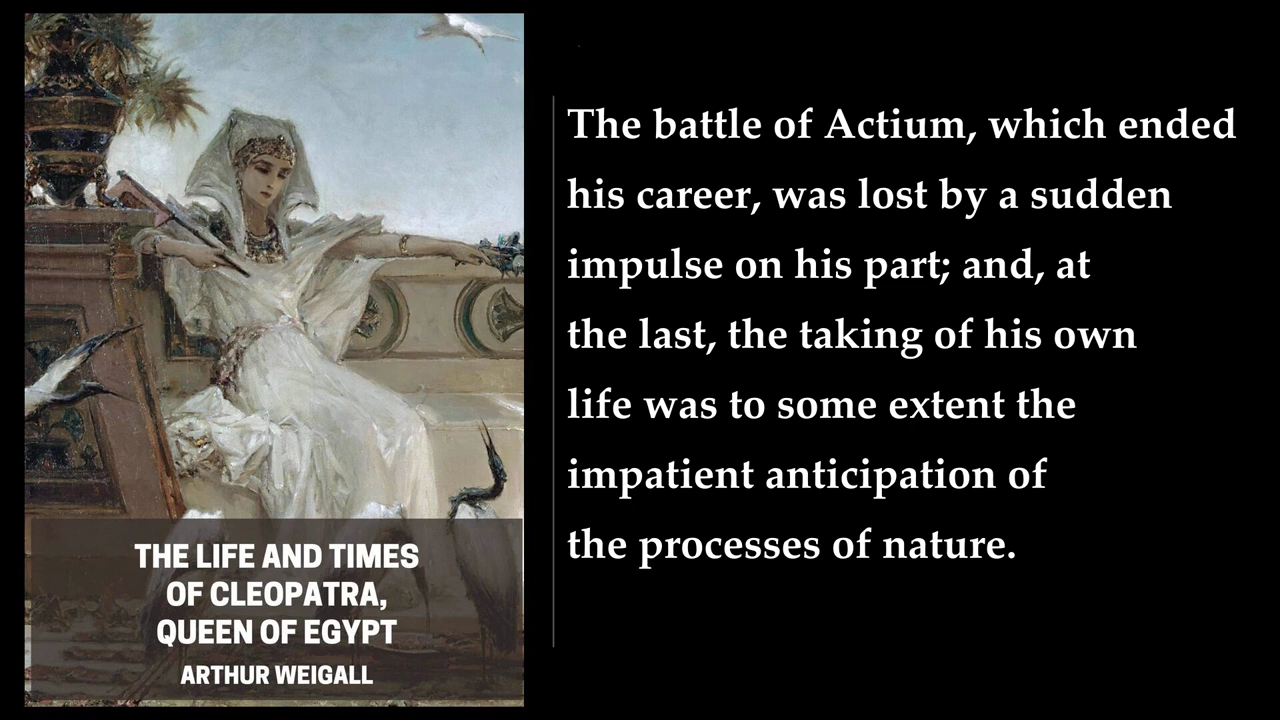 THE LIFE AND TIMES
OF CLEOPATRA,
QUEEN OF EGYPT
ARTHUR WEIGALL
The battle of Actium, which ended
his career, was lost by a sudden
impulse on his part; and, at
the last, the taking of his own
life was to some extent the
impatient anticipation of
the processes of nature.